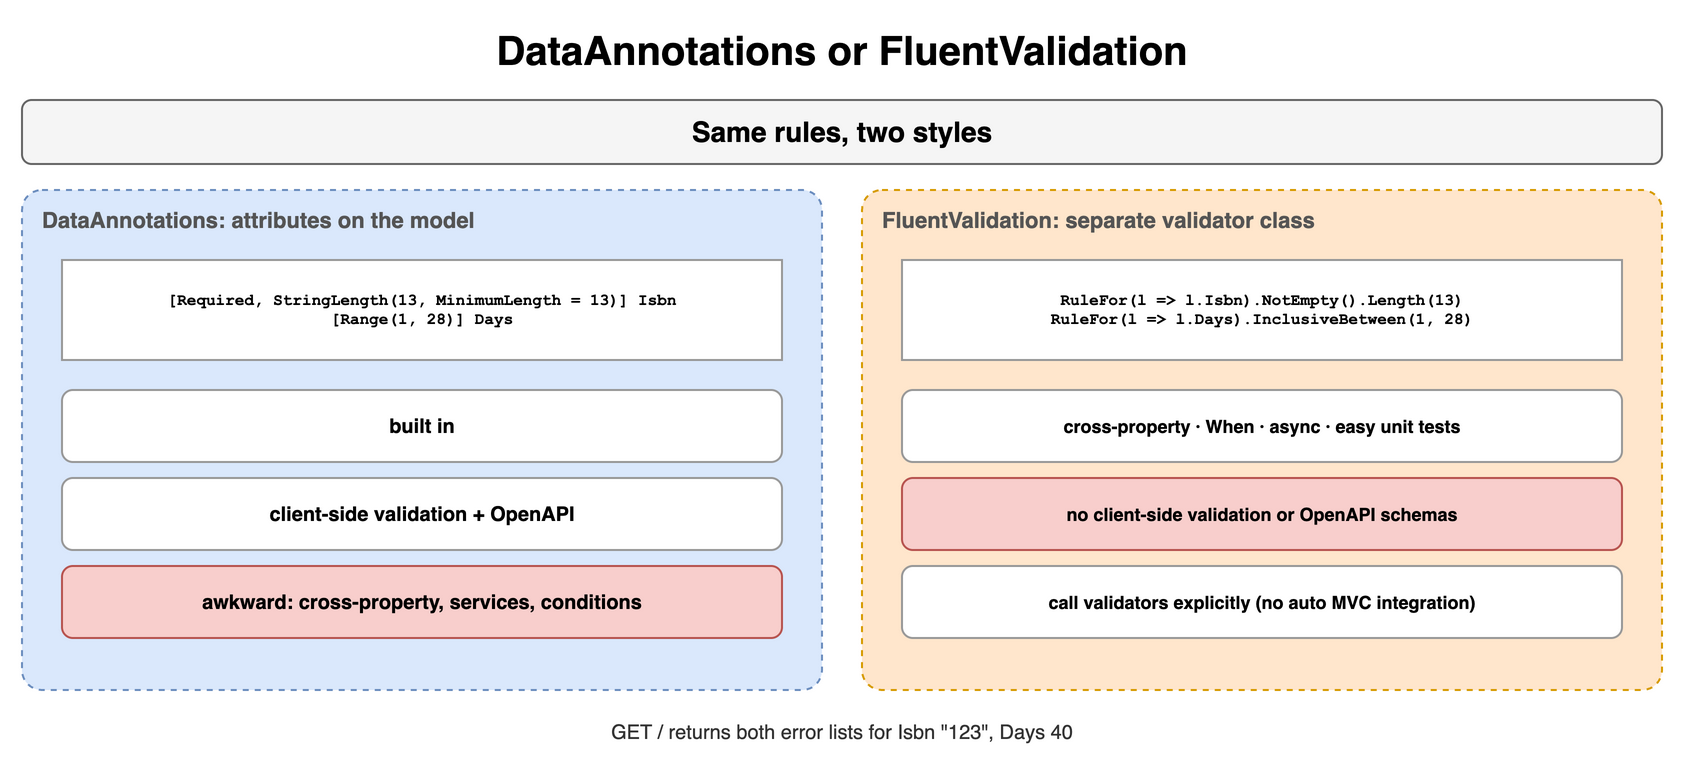 DataAnnotations or FluentValidation
Same rules, two styles
DataAnnotations: attributes on the model
[Required, StringLength(13, MinimumLength = 13)] Isbn
[Range(1, 28)] Days
built in
client-side validation + OpenAPI
awkward: cross-property, services, conditions
FluentValidation: separate validator class
RuleFor(l => l.Isbn).NotEmpty().Length(13)
RuleFor(l => l.Days).InclusiveBetween(1, 28)
cross-property · When · async · easy unit tests
no client-side validation or OpenAPI schemas
call validators explicitly (no auto MVC integration)
GET / returns both error lists for Isbn "123", Days 40